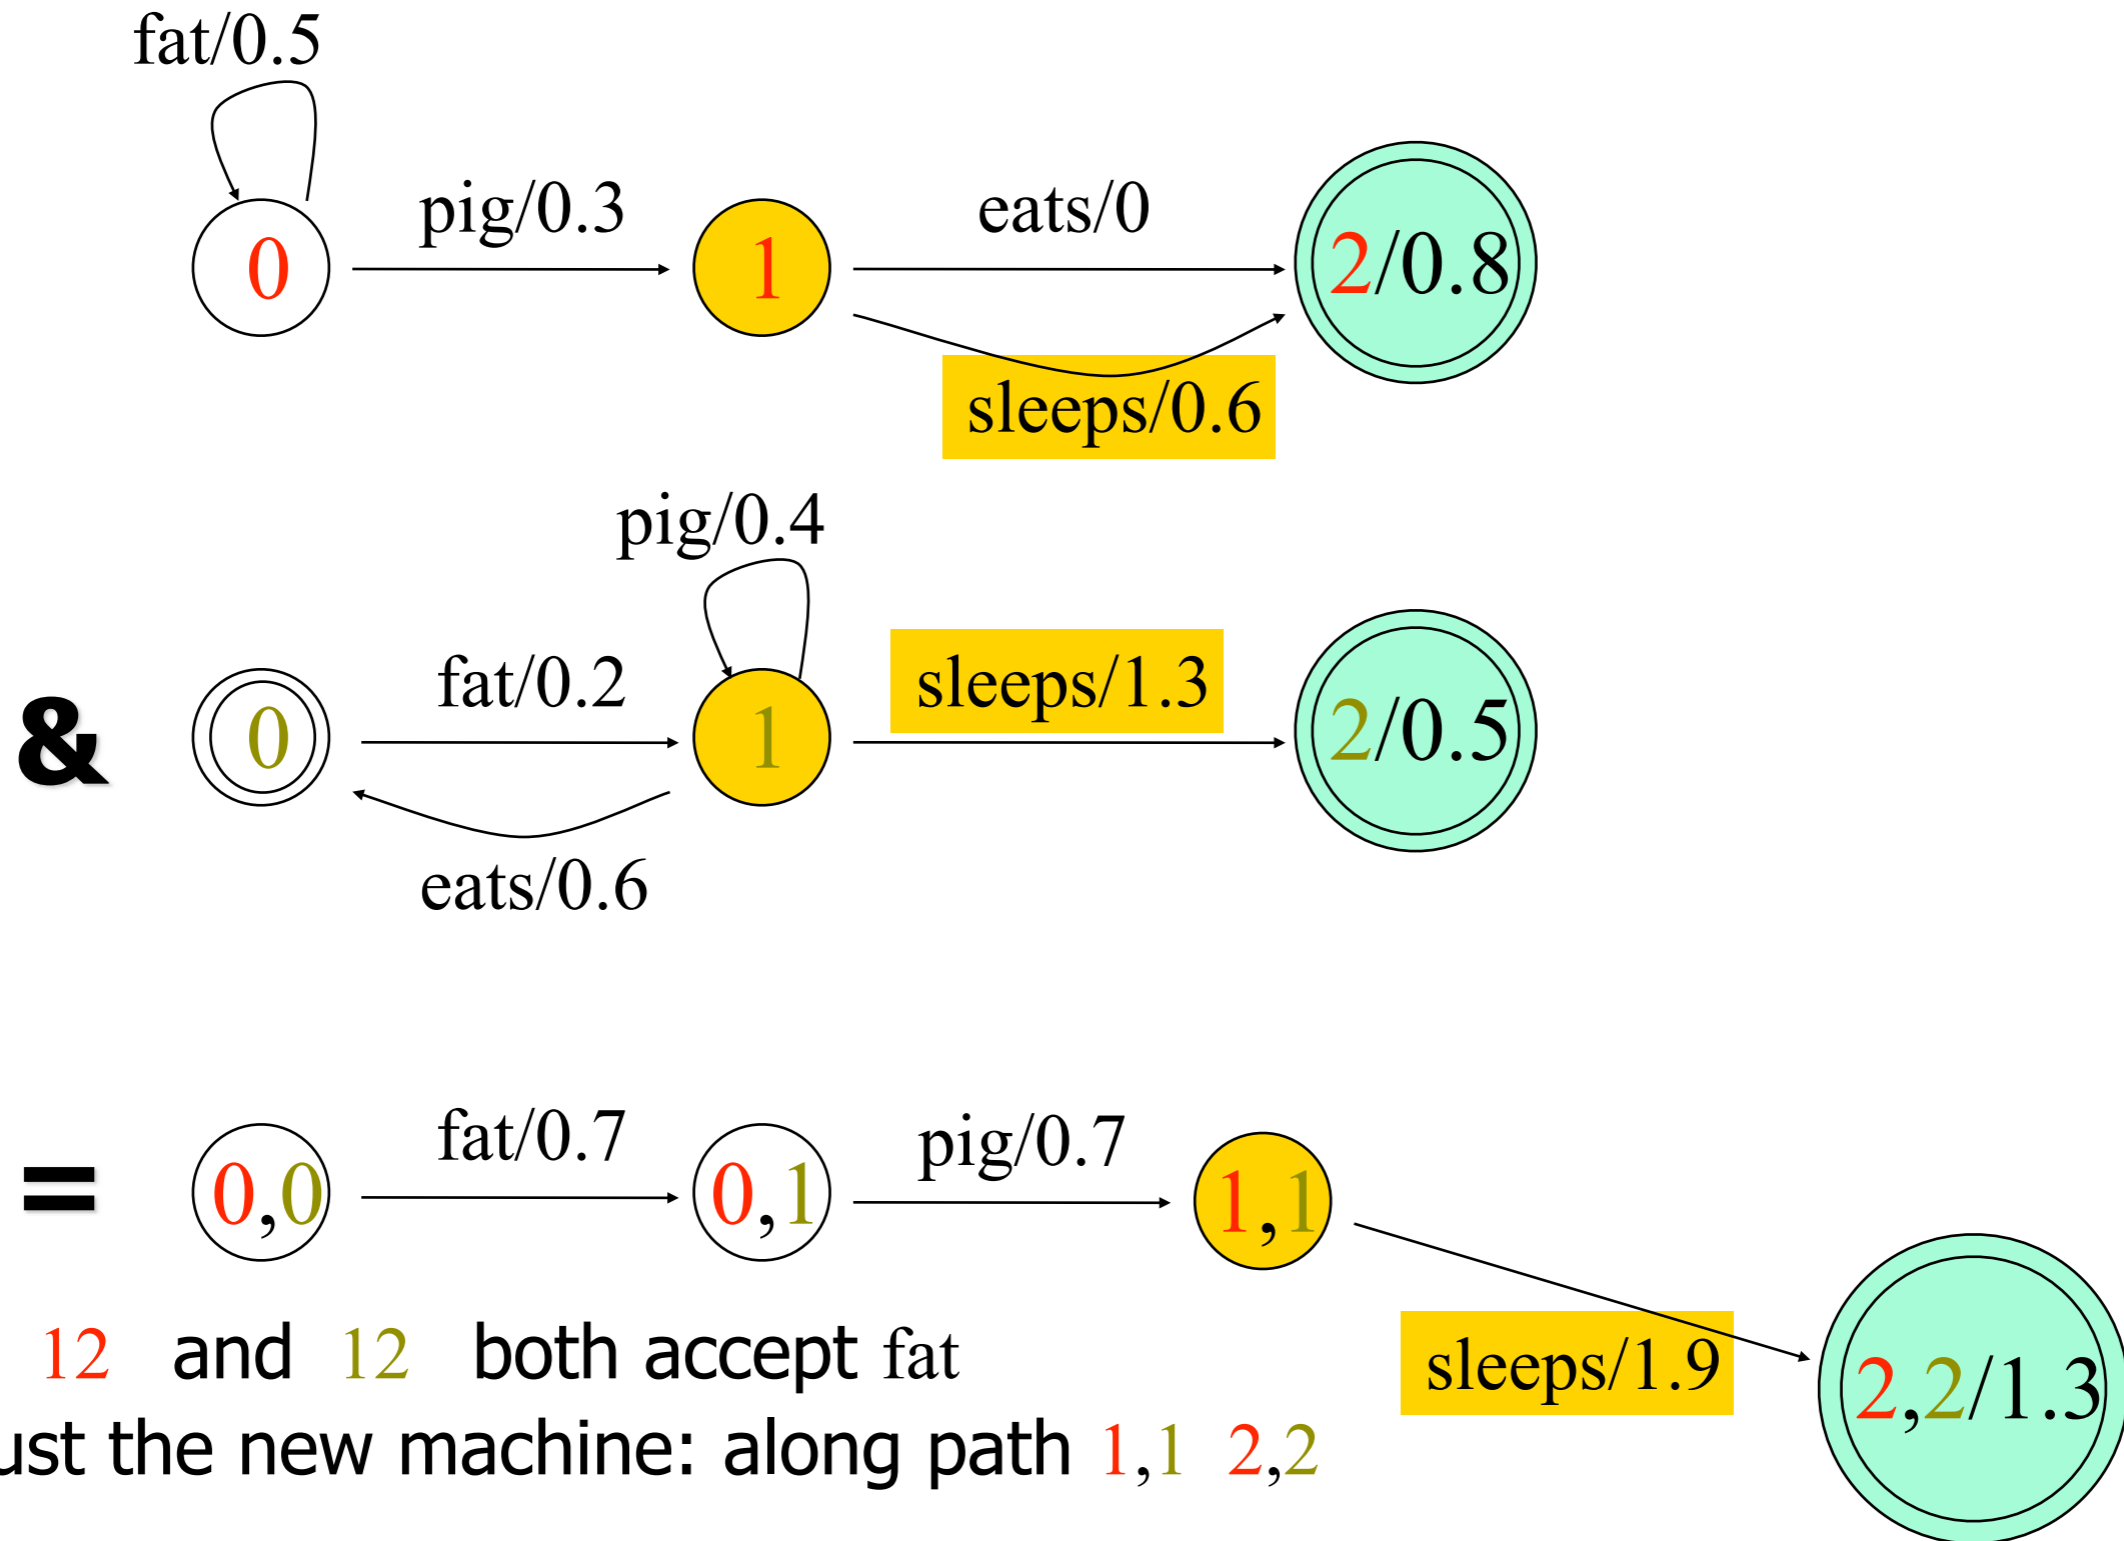 fat/0.5
pig/0.3
eats/0
0
1
2/0.8
sleeps/0.6
pig/0.4
fat/0.2
sleeps/1.3
&
0
1
2/0.5
eats/0.6
fat/0.7
pig/0.7
=
0,0
0,1
1,1
sleeps/1.9
2,2/1.3
12 and 12 both accept fat
ust the new machine: along path 1,1 2,2